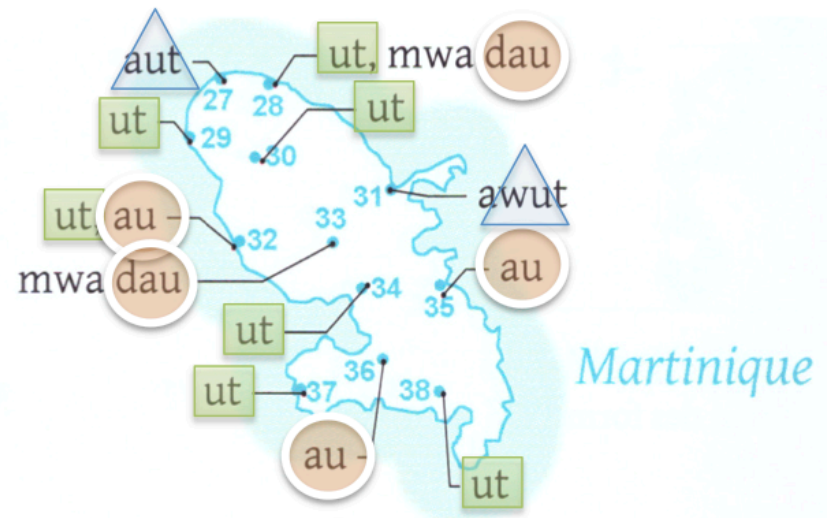 aut
ut, mwa dau
27
28
ut
ut
29
30
31
awut
ut, au
33
32
au
mwa dau
34
35
ut
36
Martinique
ut
37
38
au
ut